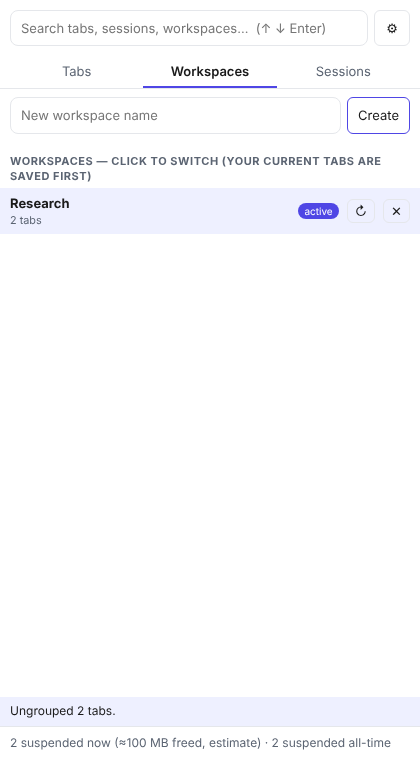 Search tabs, sessions, workspaces... (↑ ↓ Enter)
Tabs
Workspaces
Sessions
New workspace name
Create
WORKSPACES — CLICK TO SWITCH (YOUR CURRENT TABS ARE
SAVED FIRST)
Research
active
2 tabs
Ungrouped 2 tabs.
2 suspended now (≈100 MB freed, estimate) · 2 suspended all-time